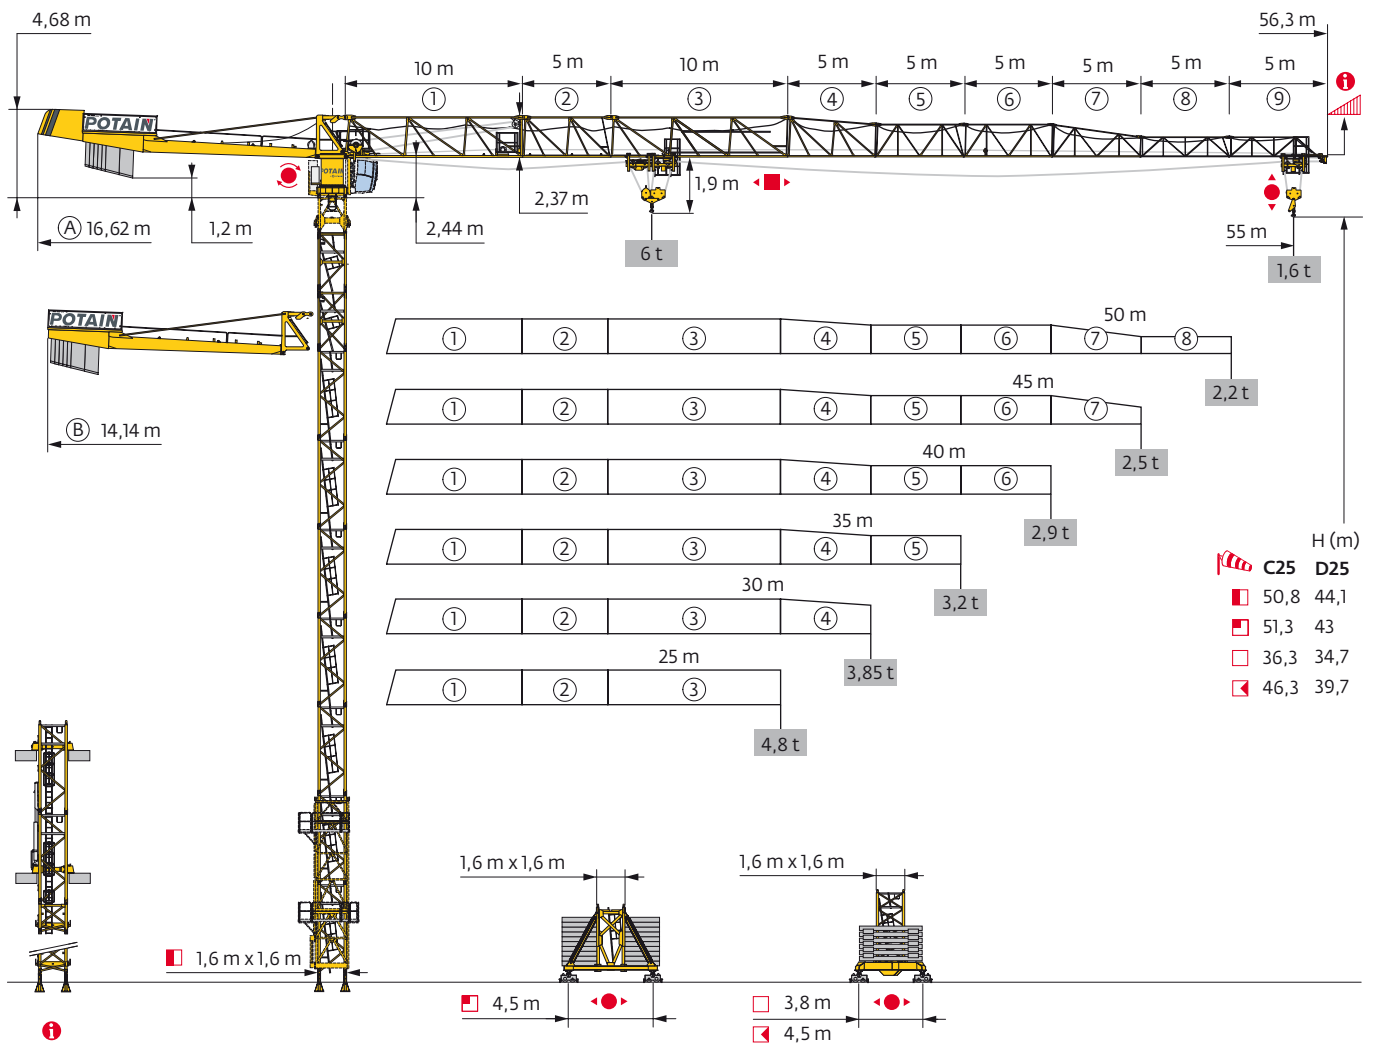 4,68 m
56,3 m
10 m
5 m
10 m
5 m
5 m
5 m
5 m
5 m
5 m
1
2
3
4
5
6
7
8
9
i
POTAIN
POTAIN
1,9 m
2,37 m
A 16,62 m
1,2 m
2,44 m
6 t
55 m
1,6 t
POTAIN
50 m
1
2
3
4
5
6
7
8
2,2 t
45 m
1
2
3
4
5
6
7
2,5 t
B 14,14 m
40 m
1
2
3
4
5
6
2,9 t
35 m
1
2
3
4
5
3,2 t
30 m
1
2
3
4
3,85 t
25 m
1
2
3
4,8 t
H (m)
C25 D25
50,8 44,1
51,3 43
36,3 34,7
46,3 39,7
1,6 m x 1,6 m
1,6 m x 1,6 m
1,6 m x 1,6 m
4,5 m
3,8 m
4,5 m
i